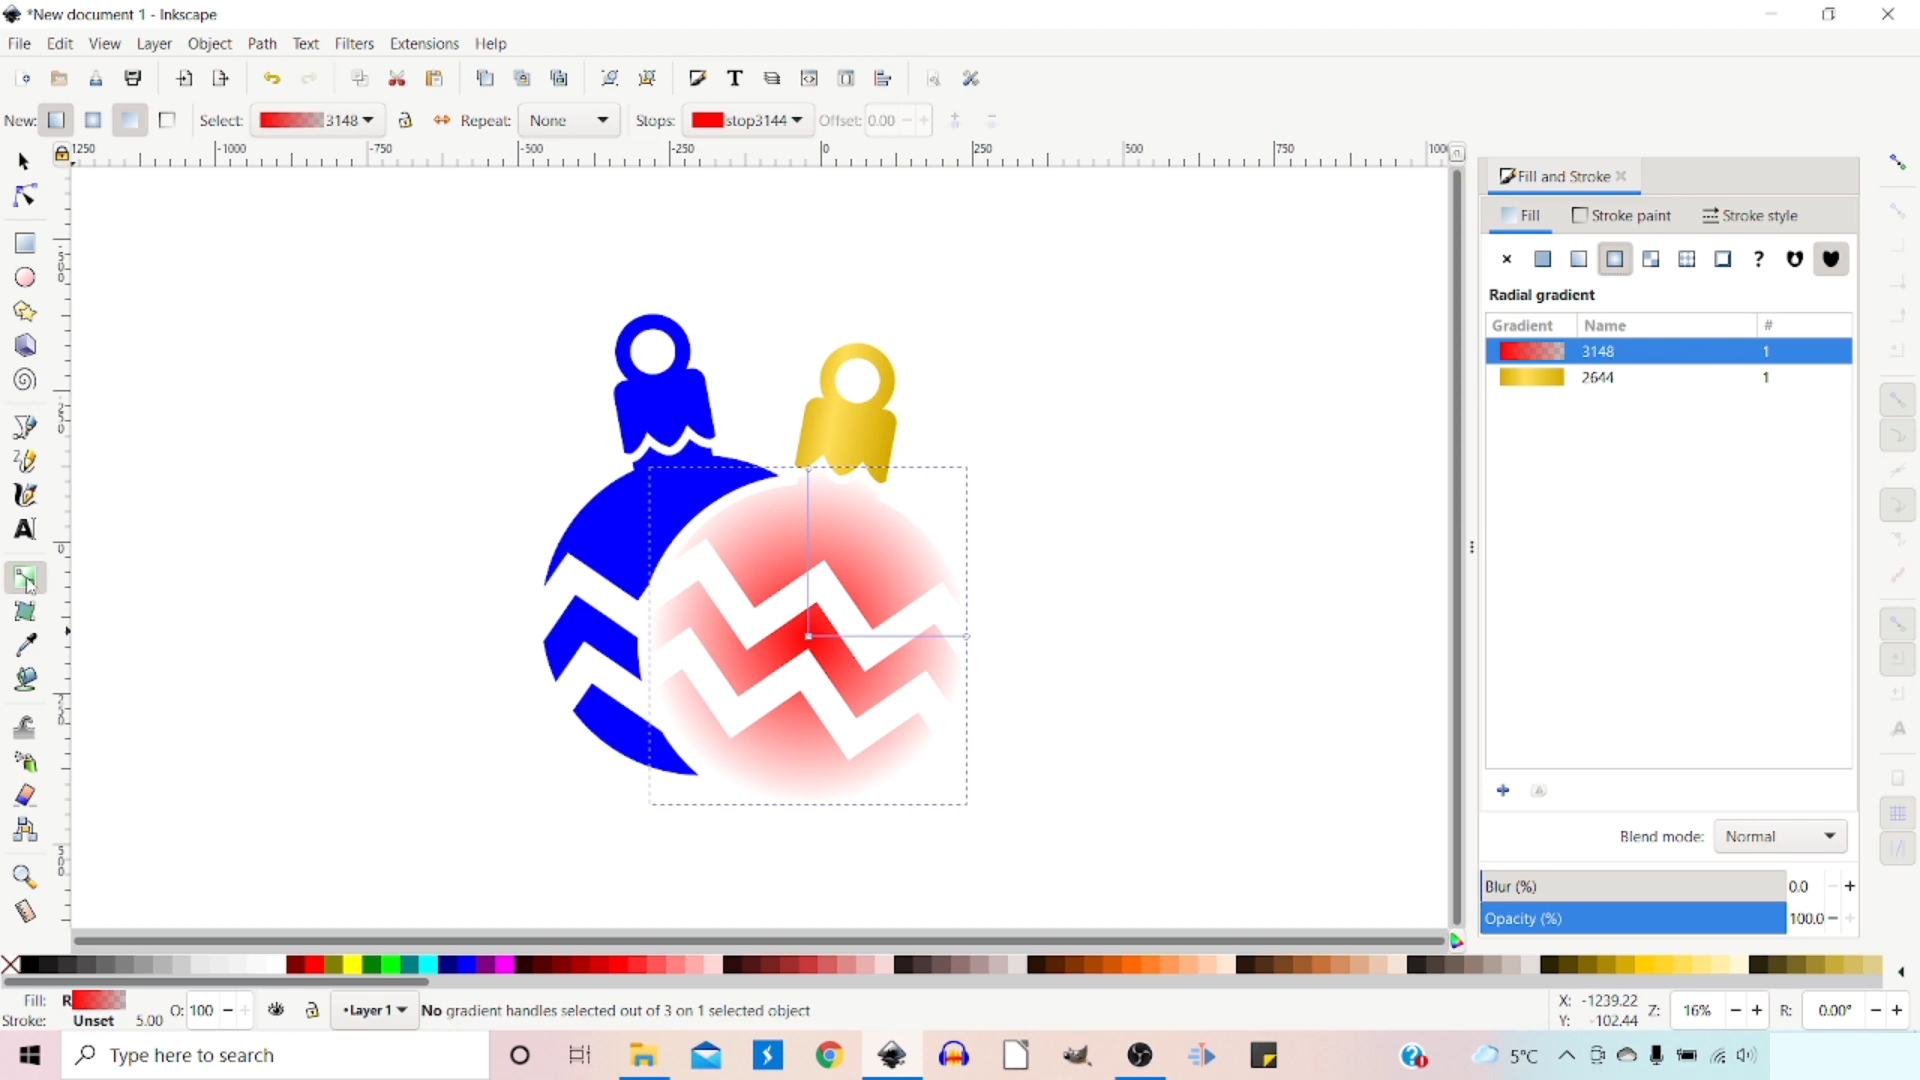 *New document 1 - Inkscape
File Edit View Layer Object Path Text Filters Extensions Help
New: Select: 3148 Repeat: None Stops: stop3144 Offset: 0.00
1250 -1000 -750 -500 -250 0 250 500 750 100
Fill and Stroke
Fill Stroke paint Stroke style
Radial gradient
Gradient Name #
3148 1
2644 1
Blend mode: Normal
Blur (%) 0.0
Opacity (%) 100.0
Fill: R O: 100 •Layer 1 No gradient handles selected out of 3 on 1 selected object X: -1239.22 Z: 16% R: 0.00°
Stroke: Unset 5.00 Y: -102.44
Type here to search 5°C